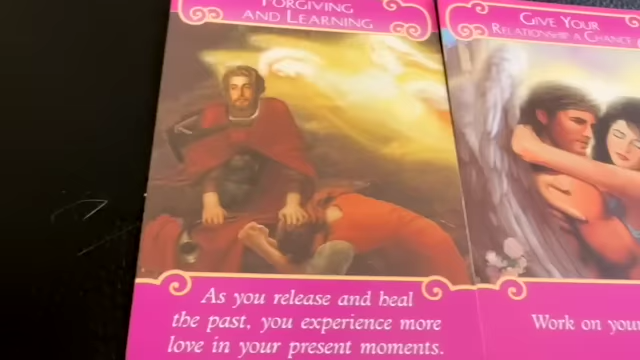 FORGIVING
AND LEARNING
As you release and heal
the past, you experience more
love in your present moments.
GIVE YOUR
RELATIONSHIP A CHANCE
Work on your